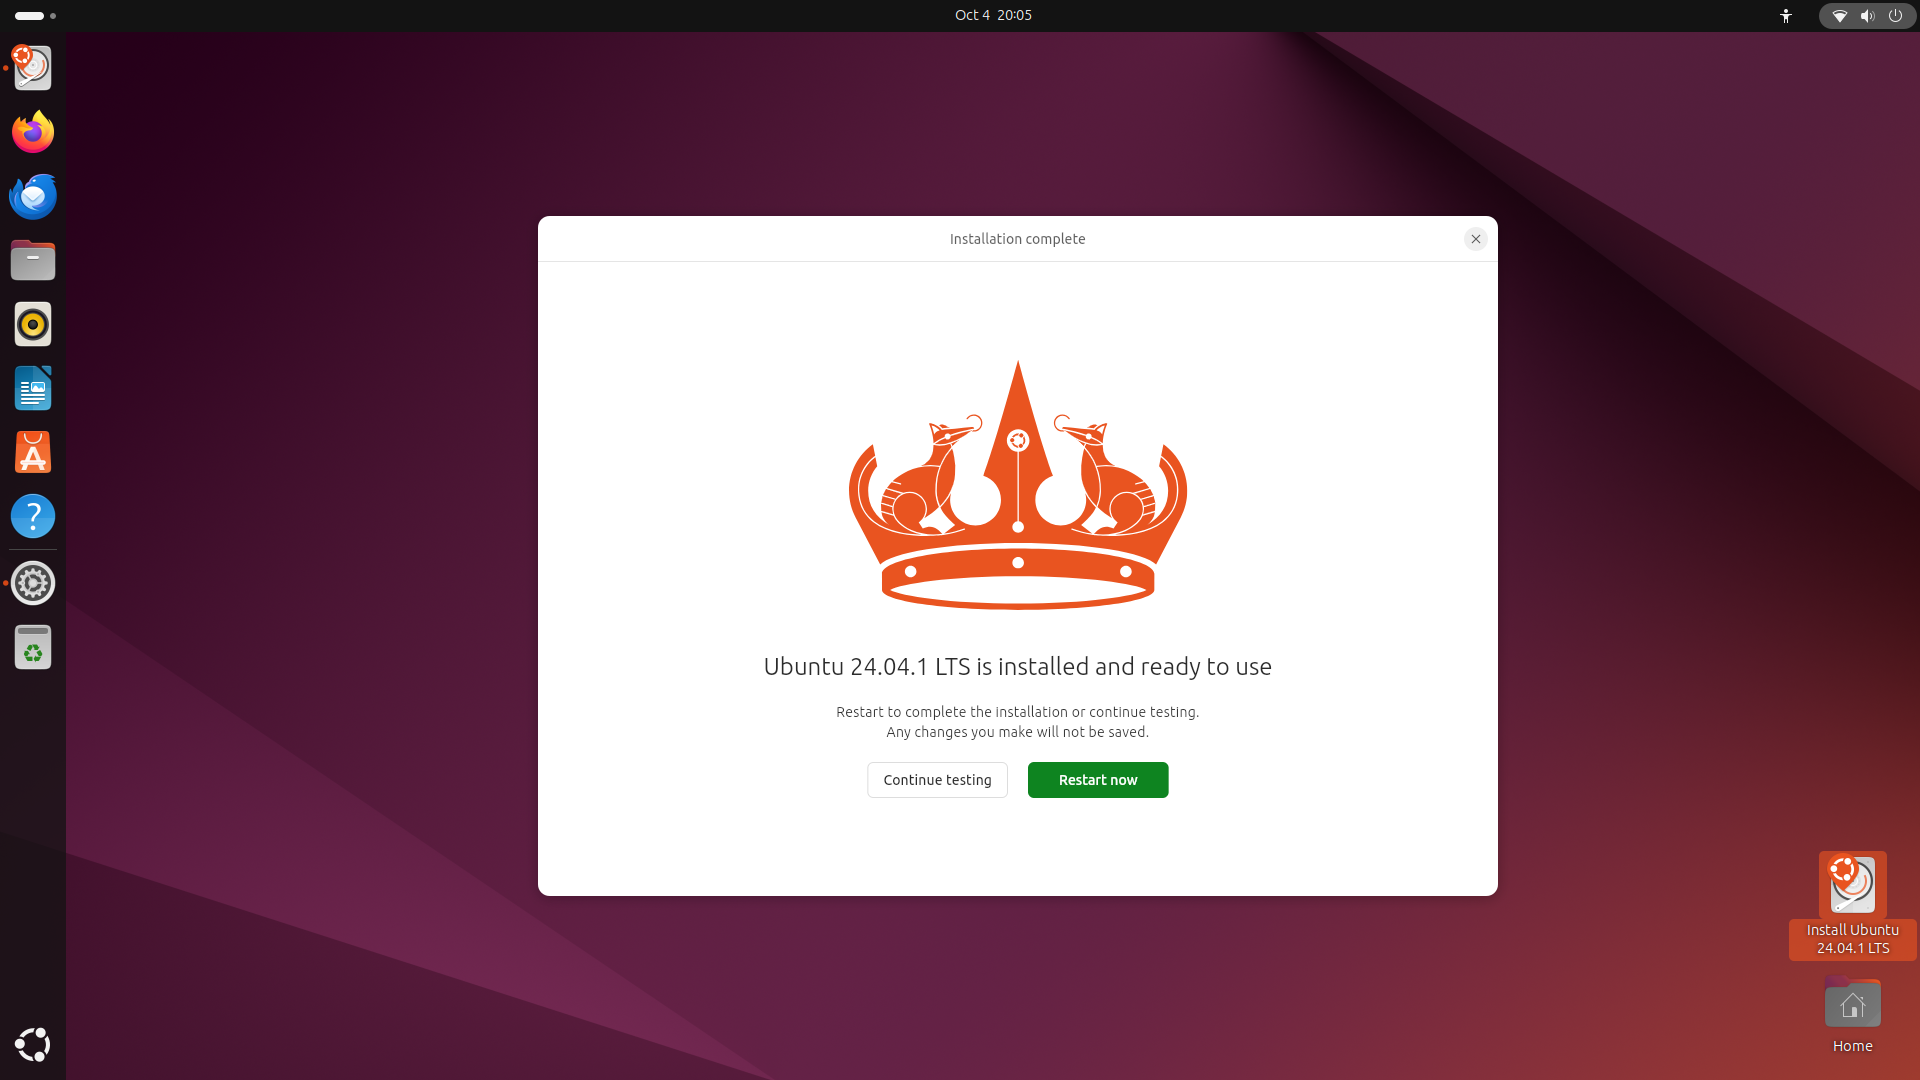 Oct 4 20:05
Installation complete
Ubuntu 24.04.1 LTS is installed and ready to use
Restart to complete the installation or continue testing.
Any changes you make will not be saved.
Continue testing
Restart now
Install Ubuntu
24.04.1 LTS
Home